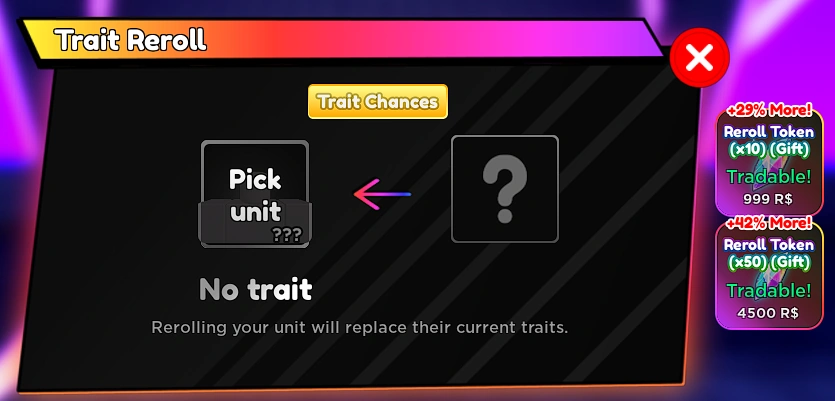 Trait Reroll
Trait Chances
Pick
unit
???
?
No trait
Rerolling your unit will replace their current traits.
+29% More!
Reroll Token
(x10) (Gift)
Tradable!
999 R$
+42% More!
Reroll Token
(x50) (Gift)
Tradable!
4500 R$